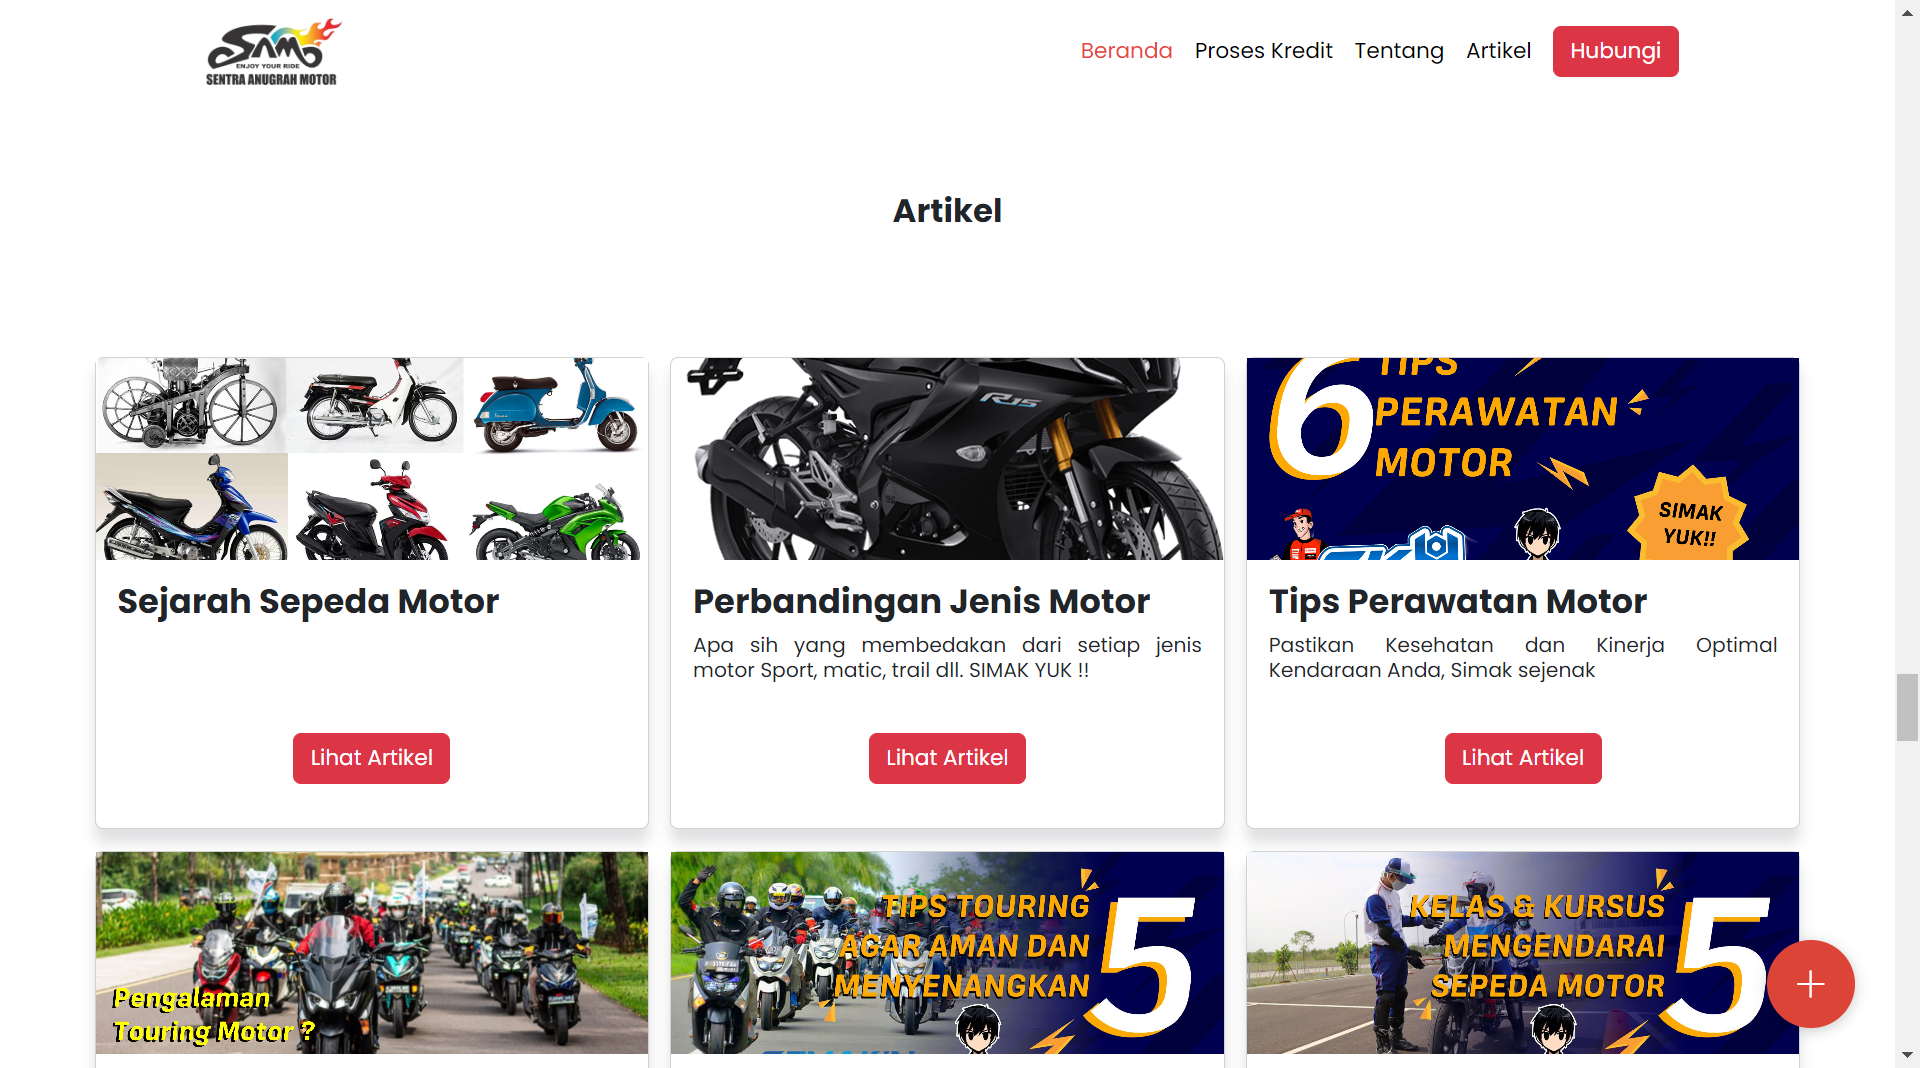 SAM
ENJOY YOUR RIDE
SENTRA ANUGRAH MOTOR
Beranda
Proses Kredit
Tentang
Artikel
Hubungi
Artikel
R15
6
TIPS
PERAWATAN
MOTOR
SIMAK
YUK!!
Sejarah Sepeda Motor
Lihat Artikel
Perbandingan Jenis Motor
Apa sih yang membedakan dari setiap jenis
motor Sport, matic, trail dll. SIMAK YUK !!
Lihat Artikel
Tips Perawatan Motor
Pastikan Kesehatan dan Kinerja Optimal
Kendaraan Anda, Simak sejenak
Lihat Artikel
Pengalaman
Touring Motor ?
TIPS TOURING
AGAR AMAN DAN
MENYENANGKAN
5
KELAS & KURSUS
MENGENDARAI
SEPEDA MOTOR
5